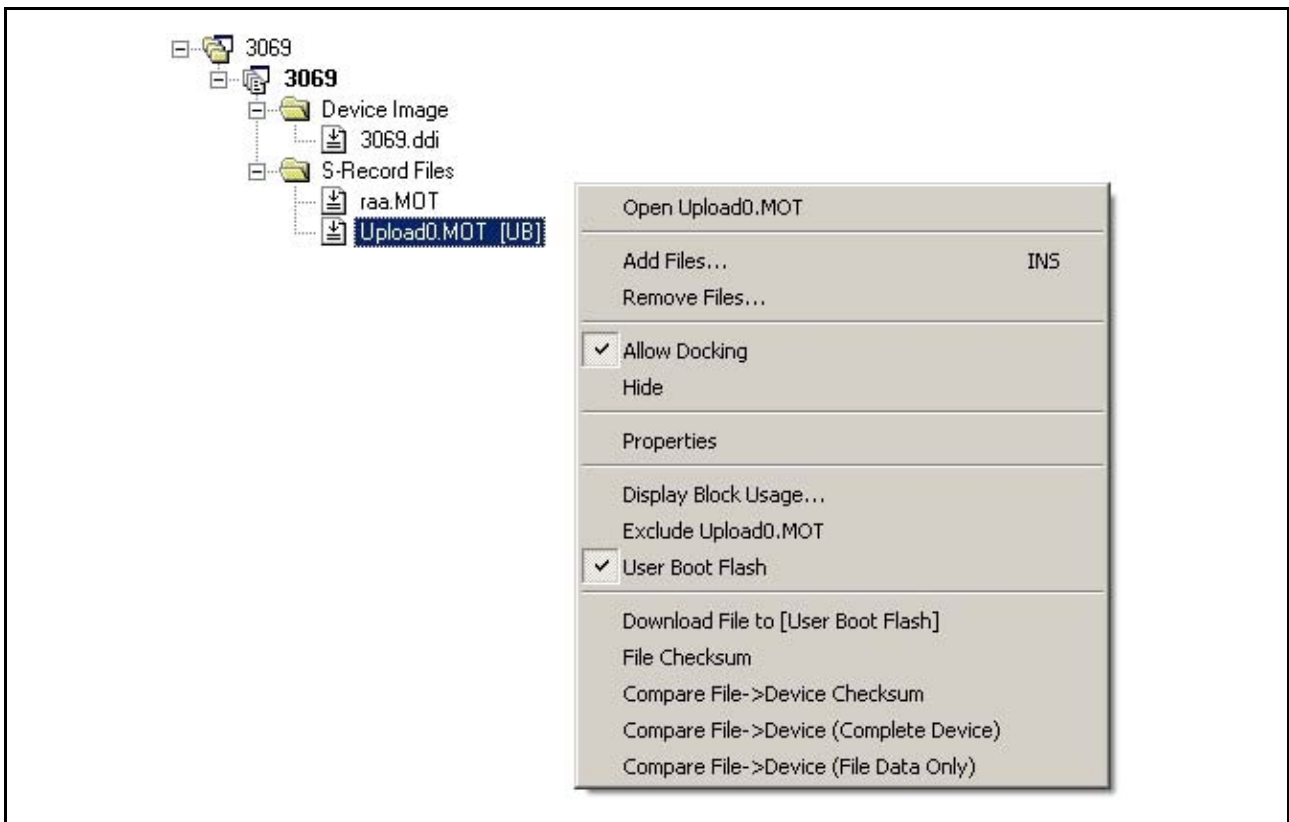 3069
3069
Device Image
3069.ddi
S-Record Files
raa.MOT
Upload0.MOT [UB]
Open Upload0.MOT
Add Files... INS
Remove Files...
Allow Docking
Hide
Properties
Display Block Usage...
Exclude Upload0.MOT
User Boot Flash
Download File to [User Boot Flash]
File Checksum
Compare File->Device Checksum
Compare File->Device (Complete Device)
Compare File->Device (File Data Only)